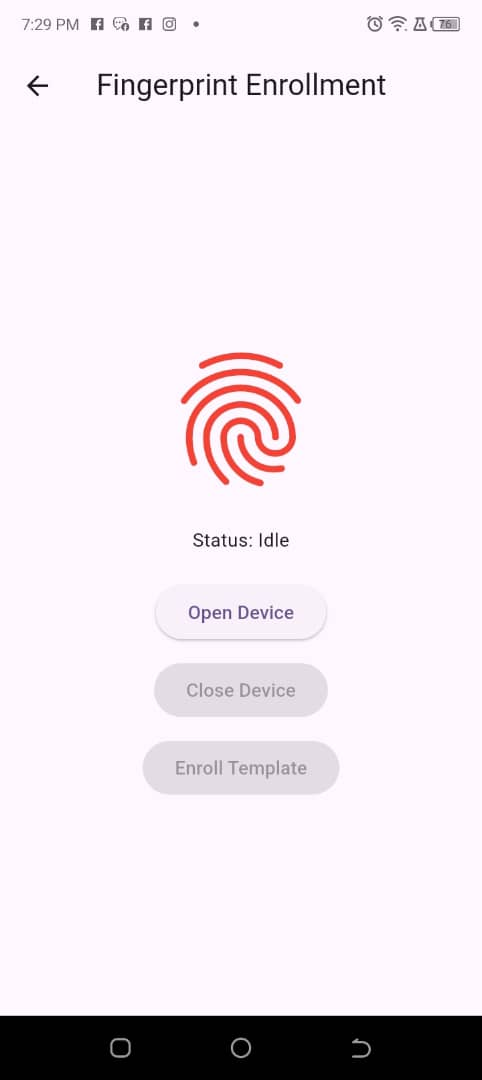 7:29 PM
76
Fingerprint Enrollment
Status: Idle
Open Device
Close Device
Enroll Template